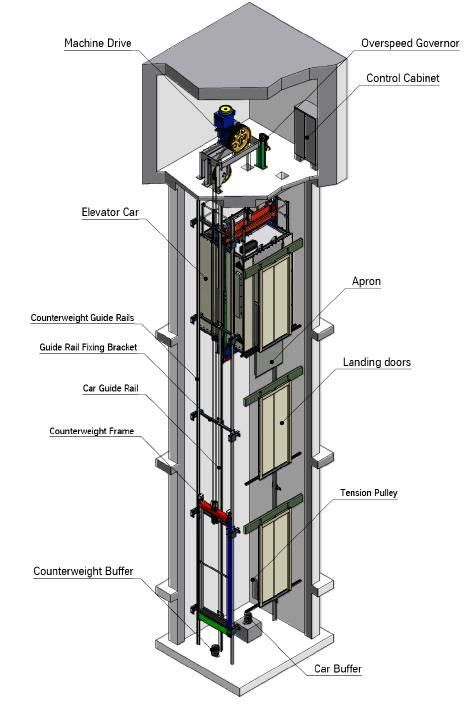 Machine Drive
Overspeed Governor
Control Cabinet
Elevator Car
Apron
Counterweight Guide Rails
Guide Rail Fixing Bracket
Landing doors
Car Guide Rail
Counterweight Frame
Tension Pulley
Counterweight Buffer
Car Buffer